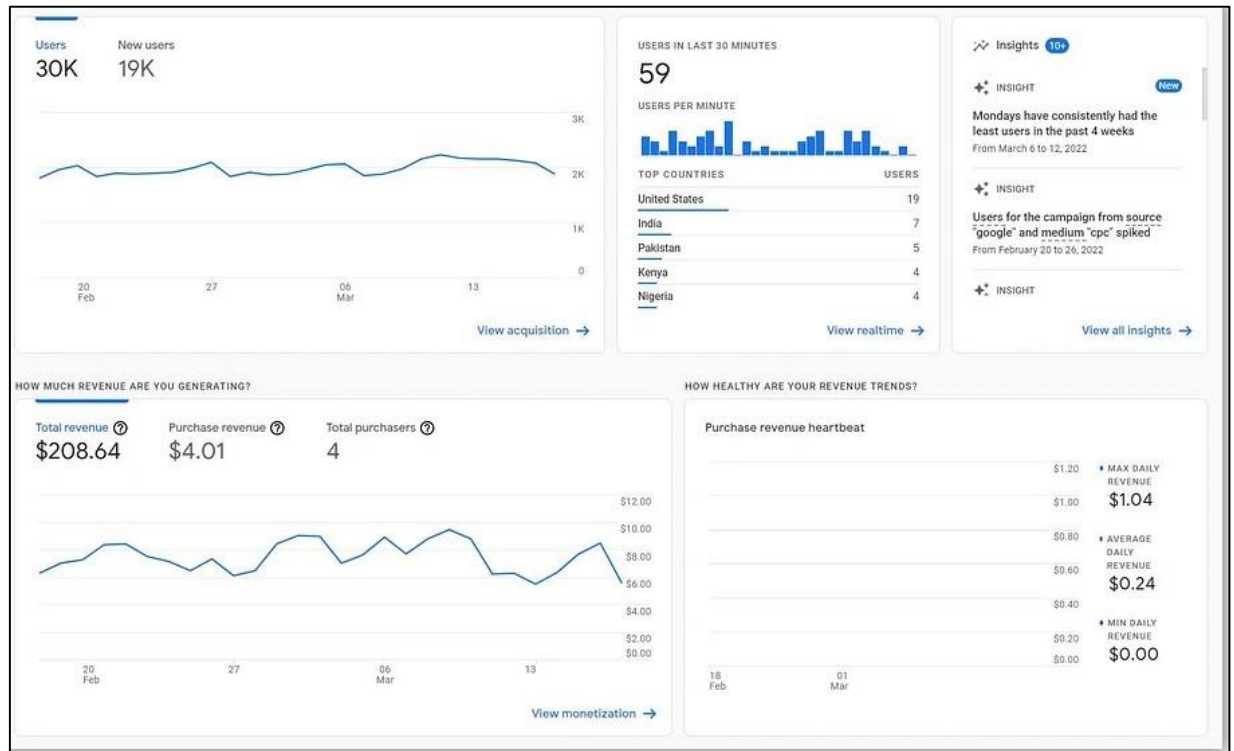 Users New users
30K 19K
3K
2K
1K
0
20 27 06 13
Feb Mar
View acquisition →
USERS IN LAST 30 MINUTES
59
USERS PER MINUTE
TOP COUNTRIES USERS
United States 19
India 7
Pakistan 5
Kenya 4
Nigeria 4
View realtime →
Insights 10+
INSIGHT New
Mondays have consistently had the
least users in the past 4 weeks
From March 6 to 12, 2022
INSIGHT
Users for the campaign from source
"google" and medium "cpc" spiked
From February 20 to 26, 2022
INSIGHT
View all insights →
HOW MUCH REVENUE ARE YOU GENERATING?
Total revenue ? Purchase revenue ? Total purchasers ?
$208.64 $4.01 4
$12.00
$10.00
$8.00
$6.00
$4.00
$2.00
$0.00
20 27 06 13
Feb Mar
View monetization →
HOW HEALTHY ARE YOUR REVENUE TRENDS?
Purchase revenue heartbeat
$1.20
$1.00
$0.80
$0.60
$0.40
$0.20
$0.00
18 01
Feb Mar
MAX DAILY
REVENUE
$1.04
AVERAGE
DAILY
REVENUE
$0.24
MIN DAILY
REVENUE
$0.00